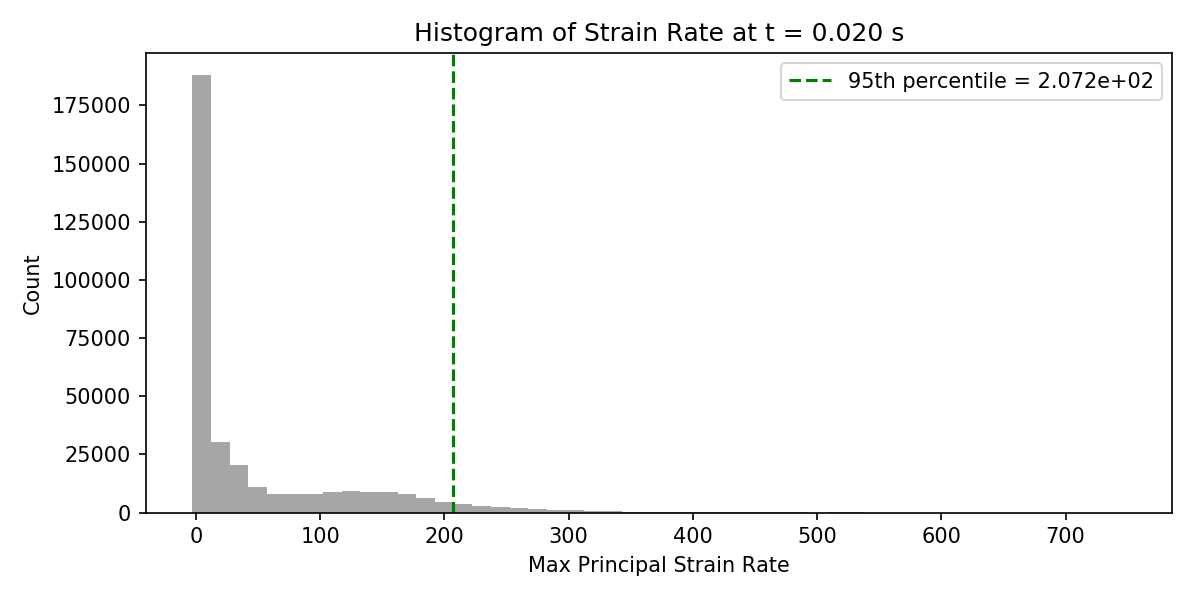 Histogram of Strain Rate at t = 0.020 s
95th percentile = 2.072e+02
Count
175000
150000
125000
100000
75000
50000
25000
0
0 100 200 300 400 500 600 700
Max Principal Strain Rate